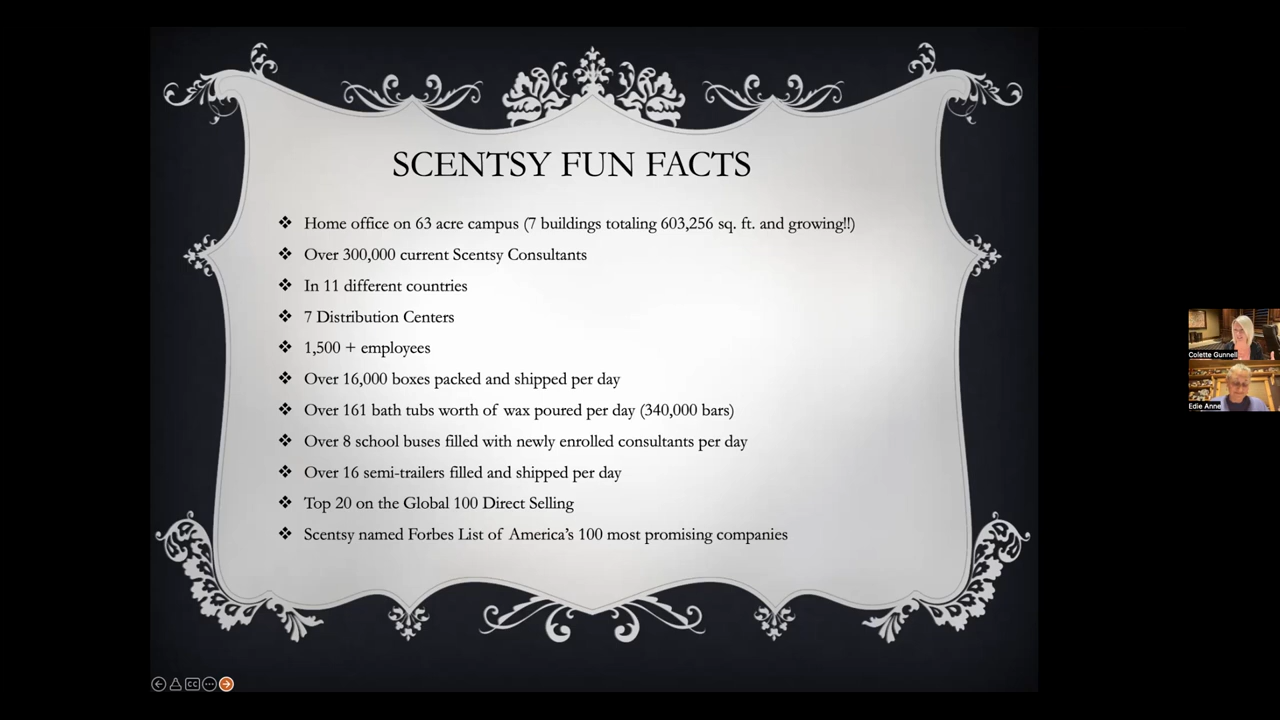 SCENTSY FUN FACTS
❖ Home office on 63 acre campus (7 buildings totaling 603,256 sq. ft. and growing!!)
❖ Over 300,000 current Scentsy Consultants
❖ In 11 different countries
❖ 7 Distribution Centers
❖ 1,500 + employees
❖ Over 16,000 boxes packed and shipped per day
❖ Over 161 bath tubs worth of wax poured per day (340,000 bars)
❖ Over 8 school buses filled with newly enrolled consultants per day
❖ Over 16 semi-trailers filled and shipped per day
❖ Top 20 on the Global 100 Direct Selling
❖ Scentsy named Forbes List of America's 100 most promising companies
Colette Gunnell
Edie Anne
CC